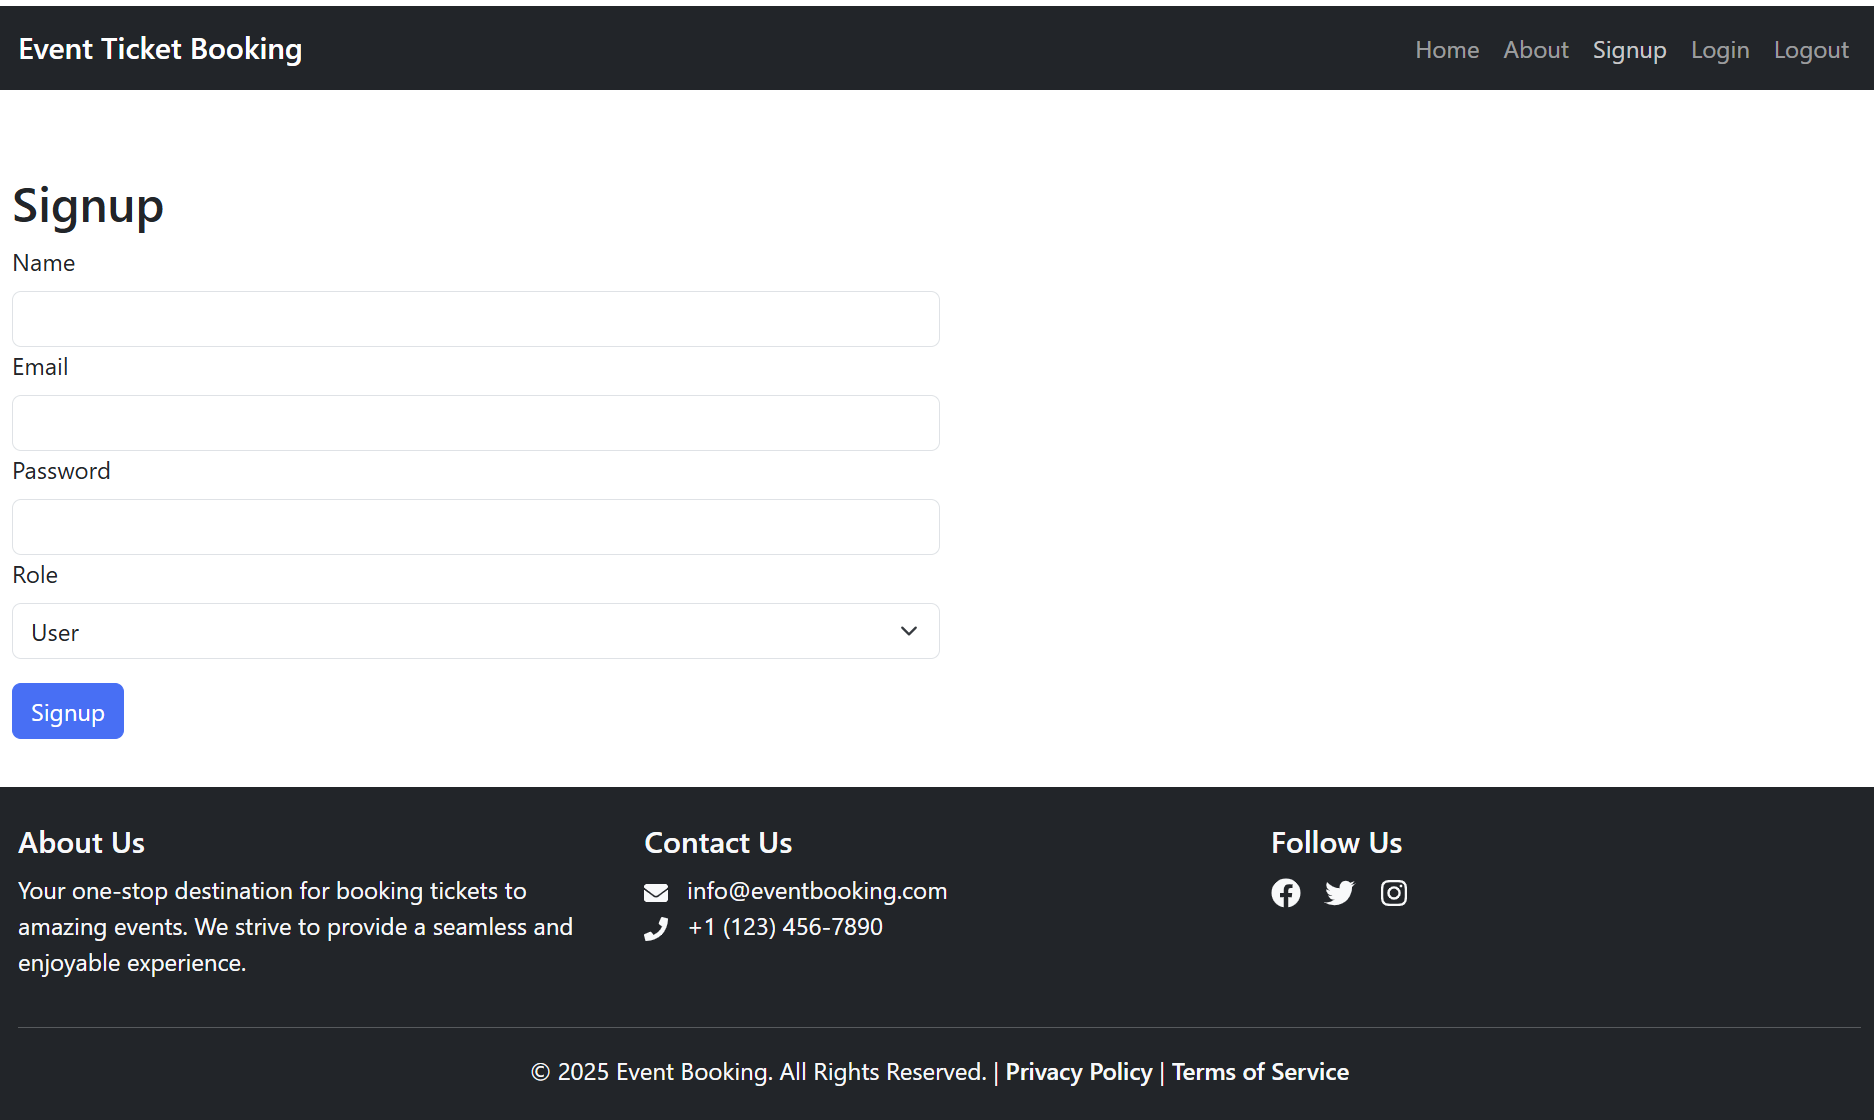 Event Ticket Booking
Home About Signup Login Logout
Signup
Name
Email
Password
Role
User
Signup
About Us
Your one-stop destination for booking tickets to
amazing events. We strive to provide a seamless and
enjoyable experience.
Contact Us
info@eventbooking.com
+1 (123) 456-7890
Follow Us
© 2025 Event Booking. All Rights Reserved. | Privacy Policy | Terms of Service